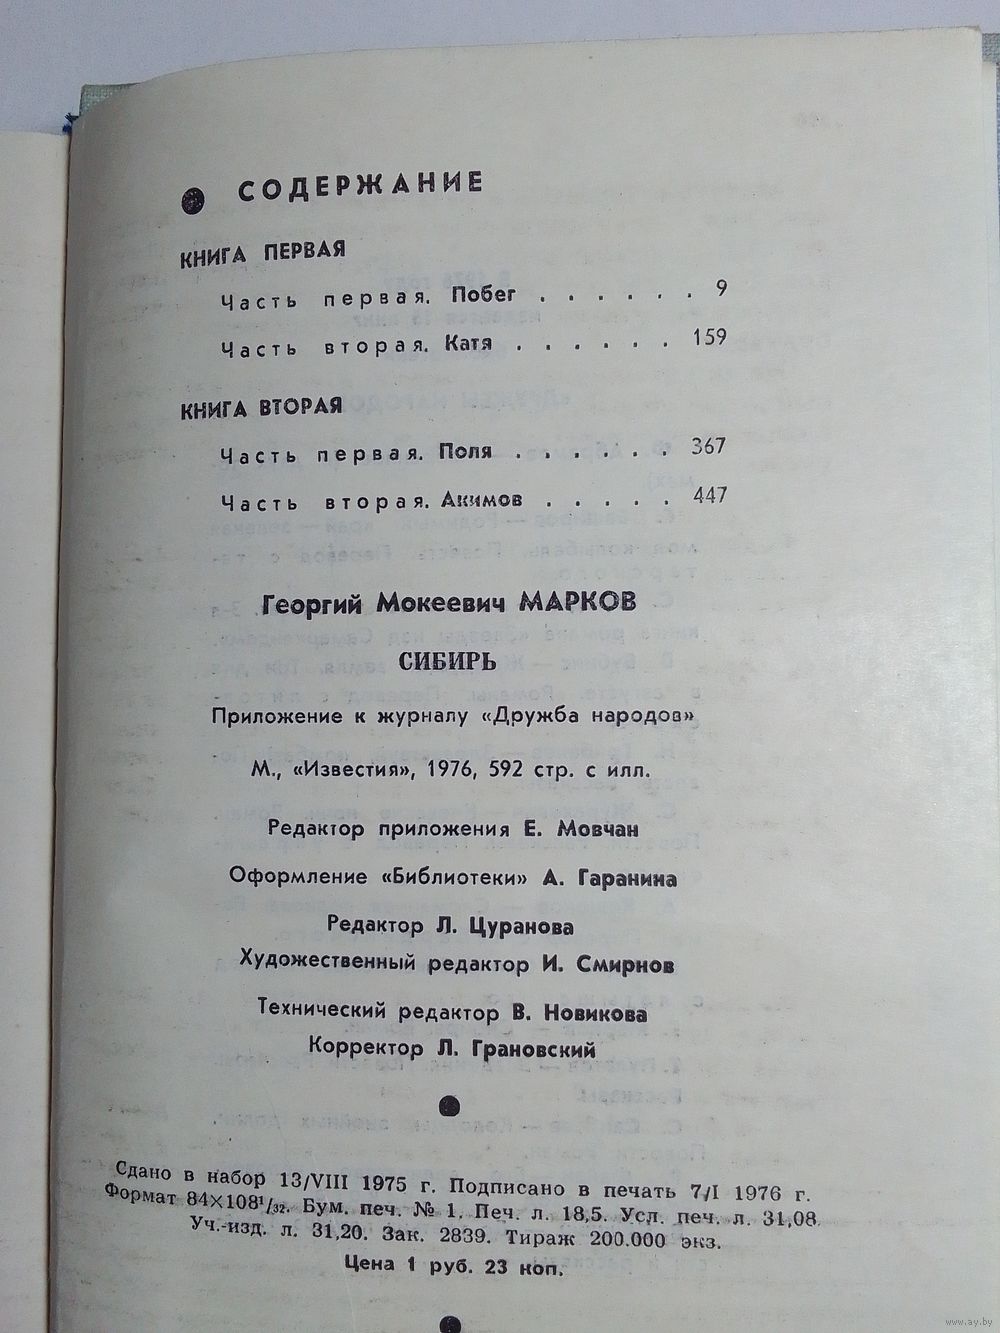 СОДЕРЖАНИЕ
КНИГА ПЕРВАЯ
Часть первая. Побег . . . . . . . 9
Часть вторая. Катя . . . . . . . 159
КНИГА ВТОРАЯ
Часть первая. Поля . . . . . . 367
Часть вторая. Акимов . . . . . 447
Георгий Мокеевич МАРКОВ
СИБИРЬ
Приложение к журналу «Дружба народов»
М., «Известия», 1976, 592 стр. с илл.
Редактор приложения Е. Мовчан
Оформление «Библиотеки» А. Гаранина
Редактор Л. Цуранова
Художественный редактор И. Смирнов
Технический редактор В. Новикова
Корректор Л. Грановский
Сдано в набор 13/VIII 1975 г. Подписано в печать 7/I 1976 г.
Формат 84×108¹/₃₂. Бум. печ. № 1. Печ. л. 18,5. Усл. печ. л. 31,08.
Уч.-изд. л. 31,20. Зак. 2839. Тираж 200.000 экз.
Цена 1 руб. 23 коп.
www.ay.by